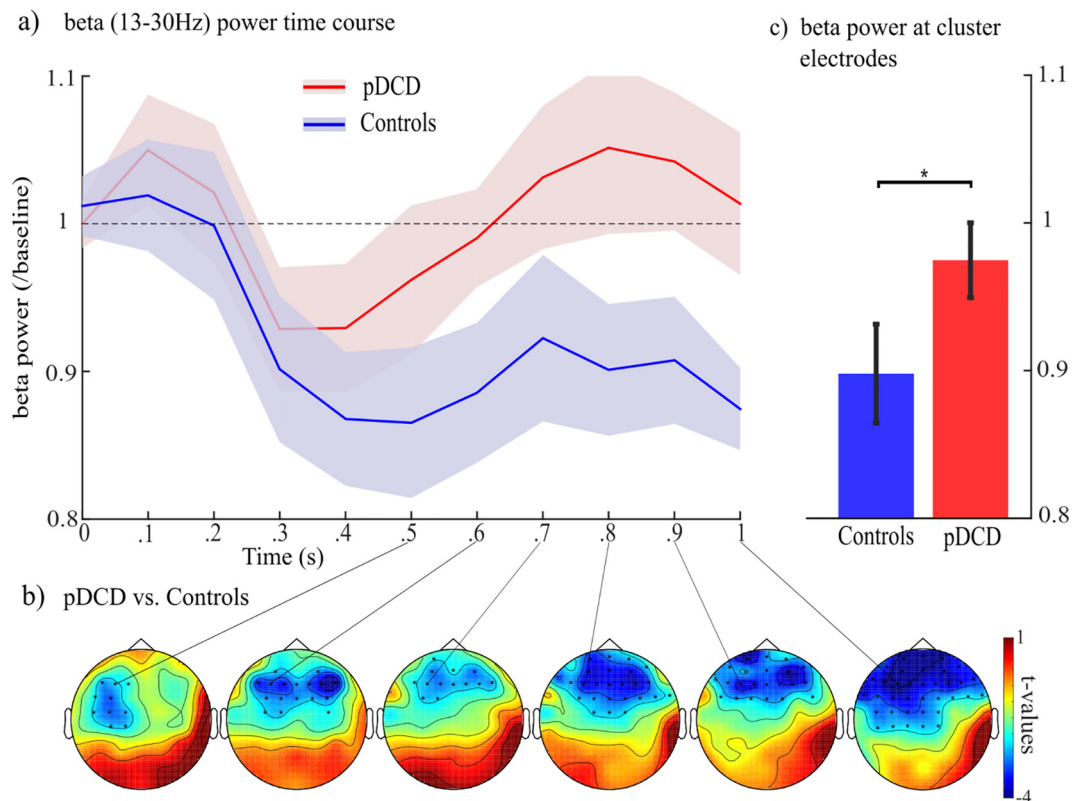 a) beta (13-30Hz) power time course
1.1
1
0.9
0.8
beta power (/baseline)
pDCD
Controls
0 .1 .2 .3 .4 .5 .6 .7 .8 .9 1
Time (s)
c) beta power at cluster
electrodes
1.1
1
0.9
0.8
*
Controls pDCD
b) pDCD vs. Controls
1
t-values
-4